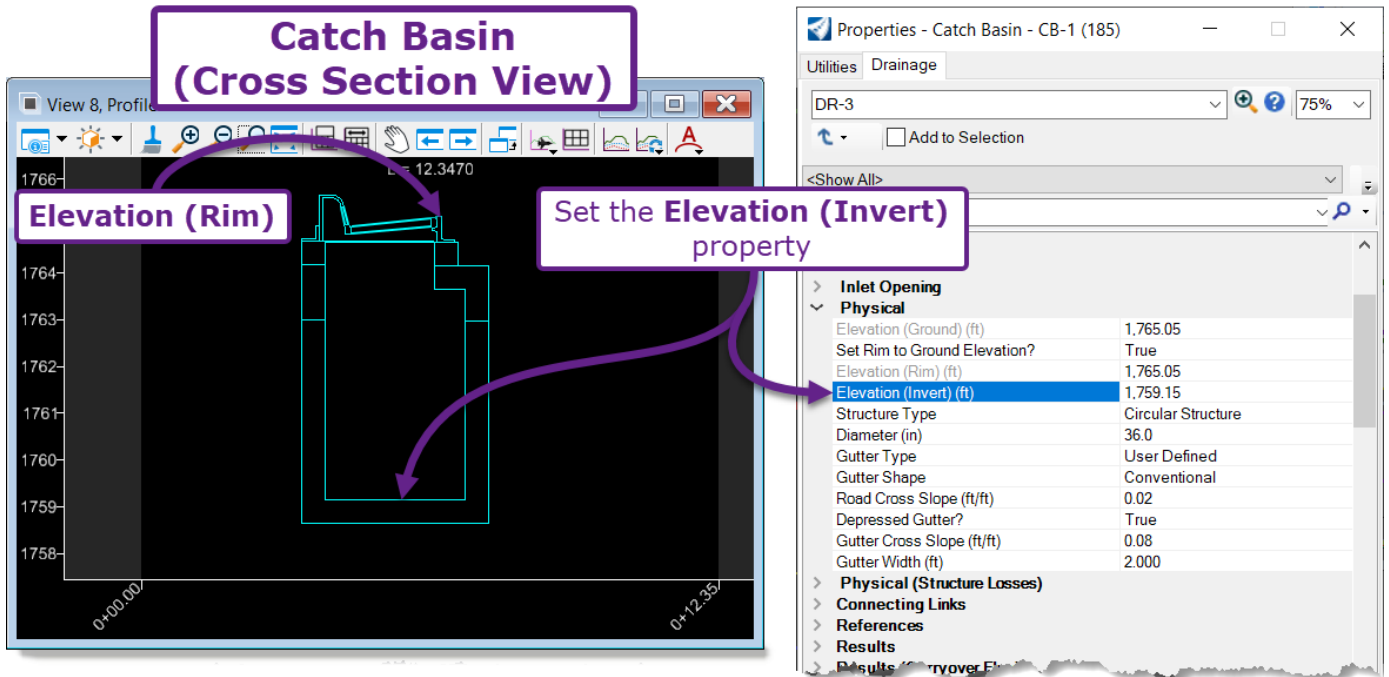 Catch Basin
(Cross Section View)
View 8, Profile
L = 12.3470
1766-
Elevation (Rim)
1764-
1763-
1762-
1761-
1760-
1759-
1758-
0+00.00
0+12.35
Set the Elevation (Invert)
property
Properties - Catch Basin - CB-1 (185)
Utilities Drainage
DR-3 75%
Add to Selection
<Show All>
Inlet Opening
Physical
Elevation (Ground) (ft) 1,765.05
Set Rim to Ground Elevation? True
Elevation (Rim) (ft) 1,765.05
Elevation (Invert) (ft) 1,759.15
Structure Type Circular Structure
Diameter (in) 36.0
Gutter Type User Defined
Gutter Shape Conventional
Road Cross Slope (ft/ft) 0.02
Depressed Gutter? True
Gutter Cross Slope (ft/ft) 0.08
Gutter Width (ft) 2.000
Physical (Structure Losses)
Connecting Links
References
Results